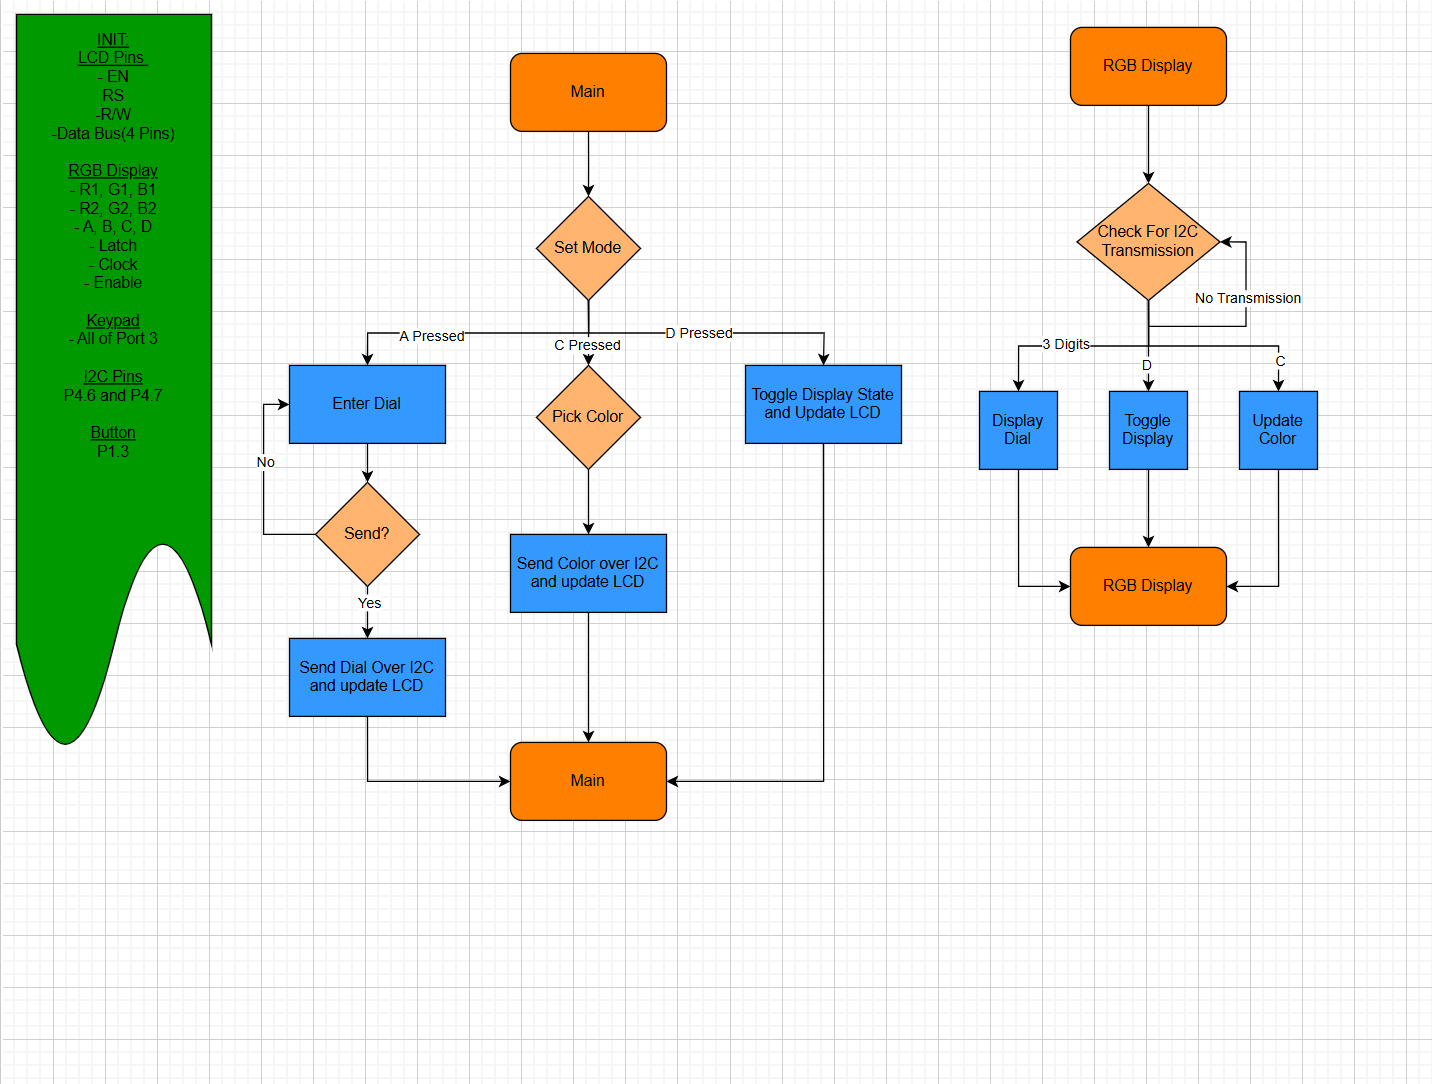 INIT:
LCD Pins
- EN
RS
-R/W
-Data Bus(4 Pins)
RGB Display
- R1, G1, B1
- R2, G2, B2
- A, B, C, D
- Latch
- Clock
- Enable
Keypad
- All of Port 3
I2C Pins
P4.6 and P4.7
Button
P1.3
Main
Set Mode
A Pressed
C Pressed
D Pressed
Enter Dial
Pick Color
Toggle Display State
and Update LCD
No
Send?
Yes
Send Color over I2C
and update LCD
Send Dial Over I2C
and update LCD
Main
RGB Display
Check For I2C
Transmission
No Transmission
3 Digits
D
C
Display
Dial
Toggle
Display
Update
Color
RGB Display